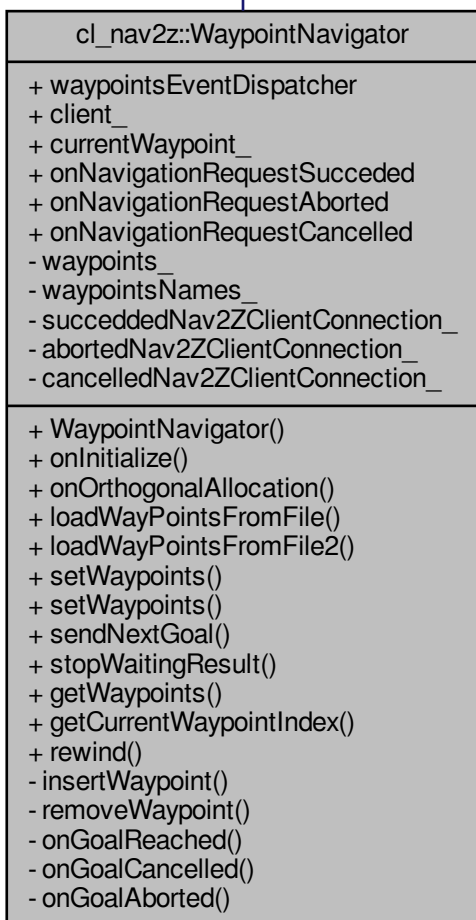 cl_nav2z::WaypointNavigator
+ waypointsEventDispatcher
+ client_
+ currentWaypoint_
+ onNavigationRequestSucceded
+ onNavigationRequestAborted
+ onNavigationRequestCancelled
- waypoints_
- waypointsNames_
- succeddedNav2ZClientConnection_
- abortedNav2ZClientConnection_
- cancelledNav2ZClientConnection_
+ WaypointNavigator()
+ onInitialize()
+ onOrthogonalAllocation()
+ loadWayPointsFromFile()
+ loadWayPointsFromFile2()
+ setWaypoints()
+ setWaypoints()
+ sendNextGoal()
+ stopWaitingResult()
+ getWaypoints()
+ getCurrentWaypointIndex()
+ rewind()
- insertWaypoint()
- removeWaypoint()
- onGoalReached()
- onGoalCancelled()
- onGoalAborted()